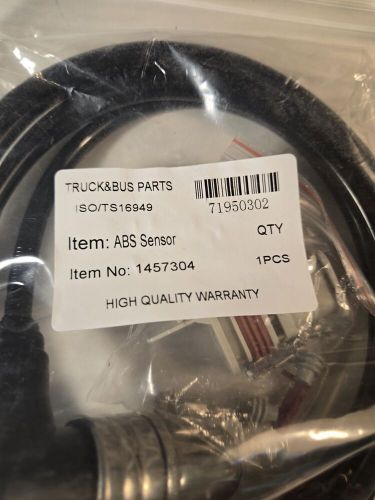 TRUCK&BUS PARTS
ISO/TS16949
71950302
Item: ABS Sensor QTY
Item No: 1457304 1PCS
HIGH QUALITY WARRANTY